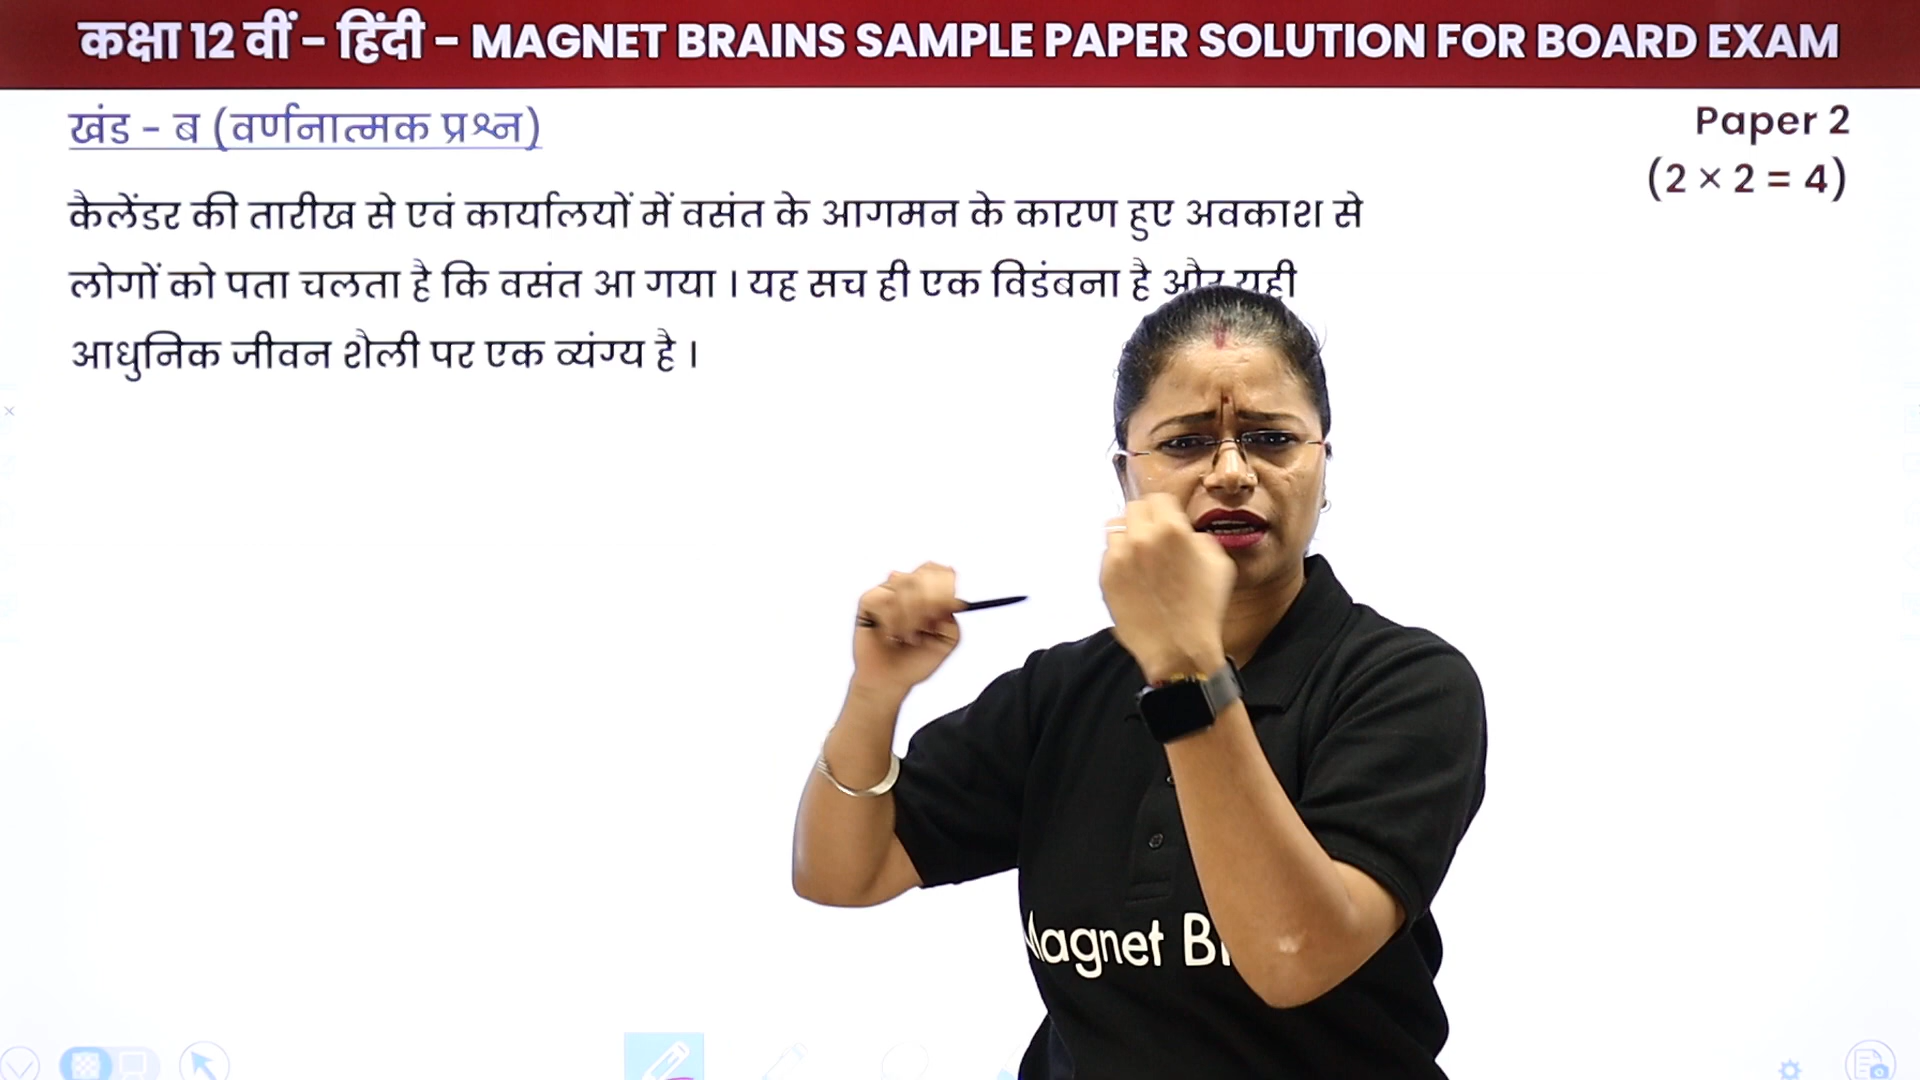 कक्षा 12 वीं - हिंदी - MAGNET BRAINS SAMPLE PAPER SOLUTION FOR BOARD EXAM
खंड - ब (वर्णनात्मक प्रश्न)
Paper 2
(2 × 2 = 4)
कैलेंडर की तारीख से एवं कार्यालयों में वसंत के आगमन के कारण हुए अवकाश से
लोगों को पता चलता है कि वसंत आ गया । यह सच ही एक विडंबना है और यही
आधुनिक जीवन शैली पर एक व्यंग्य है ।
Magnet